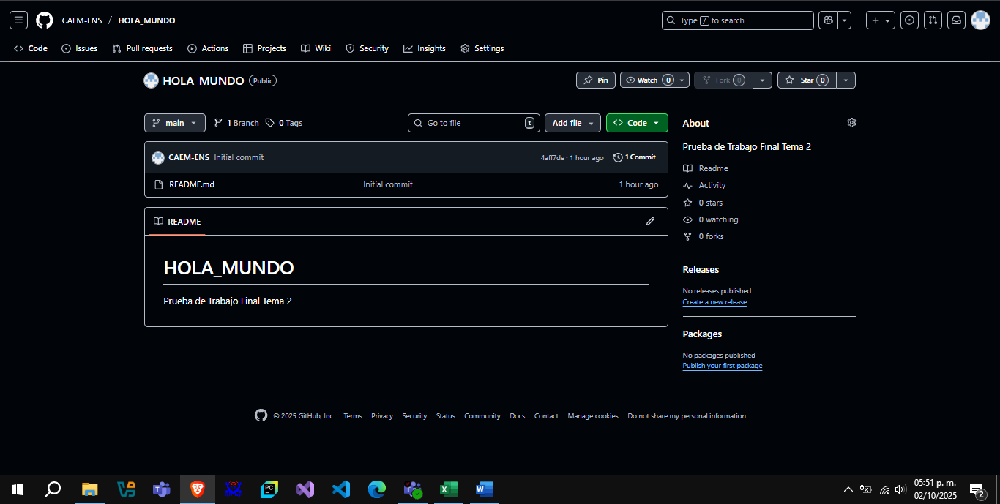 CAEM-ENS / HOLA_MUNDO
Type / to search
Code Issues Pull requests Actions Projects Wiki Security Insights Settings
HOLA_MUNDO Public
Pin Watch 0 Fork 0 Star 0
main 1 Branch 0 Tags
Go to file t Add file Code
CAEM-ENS Initial commit 4aff7de · 1 hour ago 1 Commit
README.md Initial commit 1 hour ago
README
HOLA_MUNDO
Prueba de Trabajo Final Tema 2
About
Prueba de Trabajo Final Tema 2
Readme
Activity
0 stars
0 watching
0 forks
Releases
No releases published
Create a new release
Packages
No packages published
Publish your first package
© 2025 GitHub, Inc. Terms Privacy Security Status Community Docs Contact Manage cookies Do not share my personal information
05:51 p. m.
02/10/2025
2